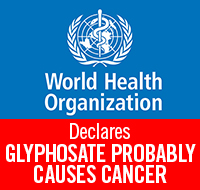 World Health
Organization
Declares
GLYPHOSATE PROBABLY
CAUSES CANCER